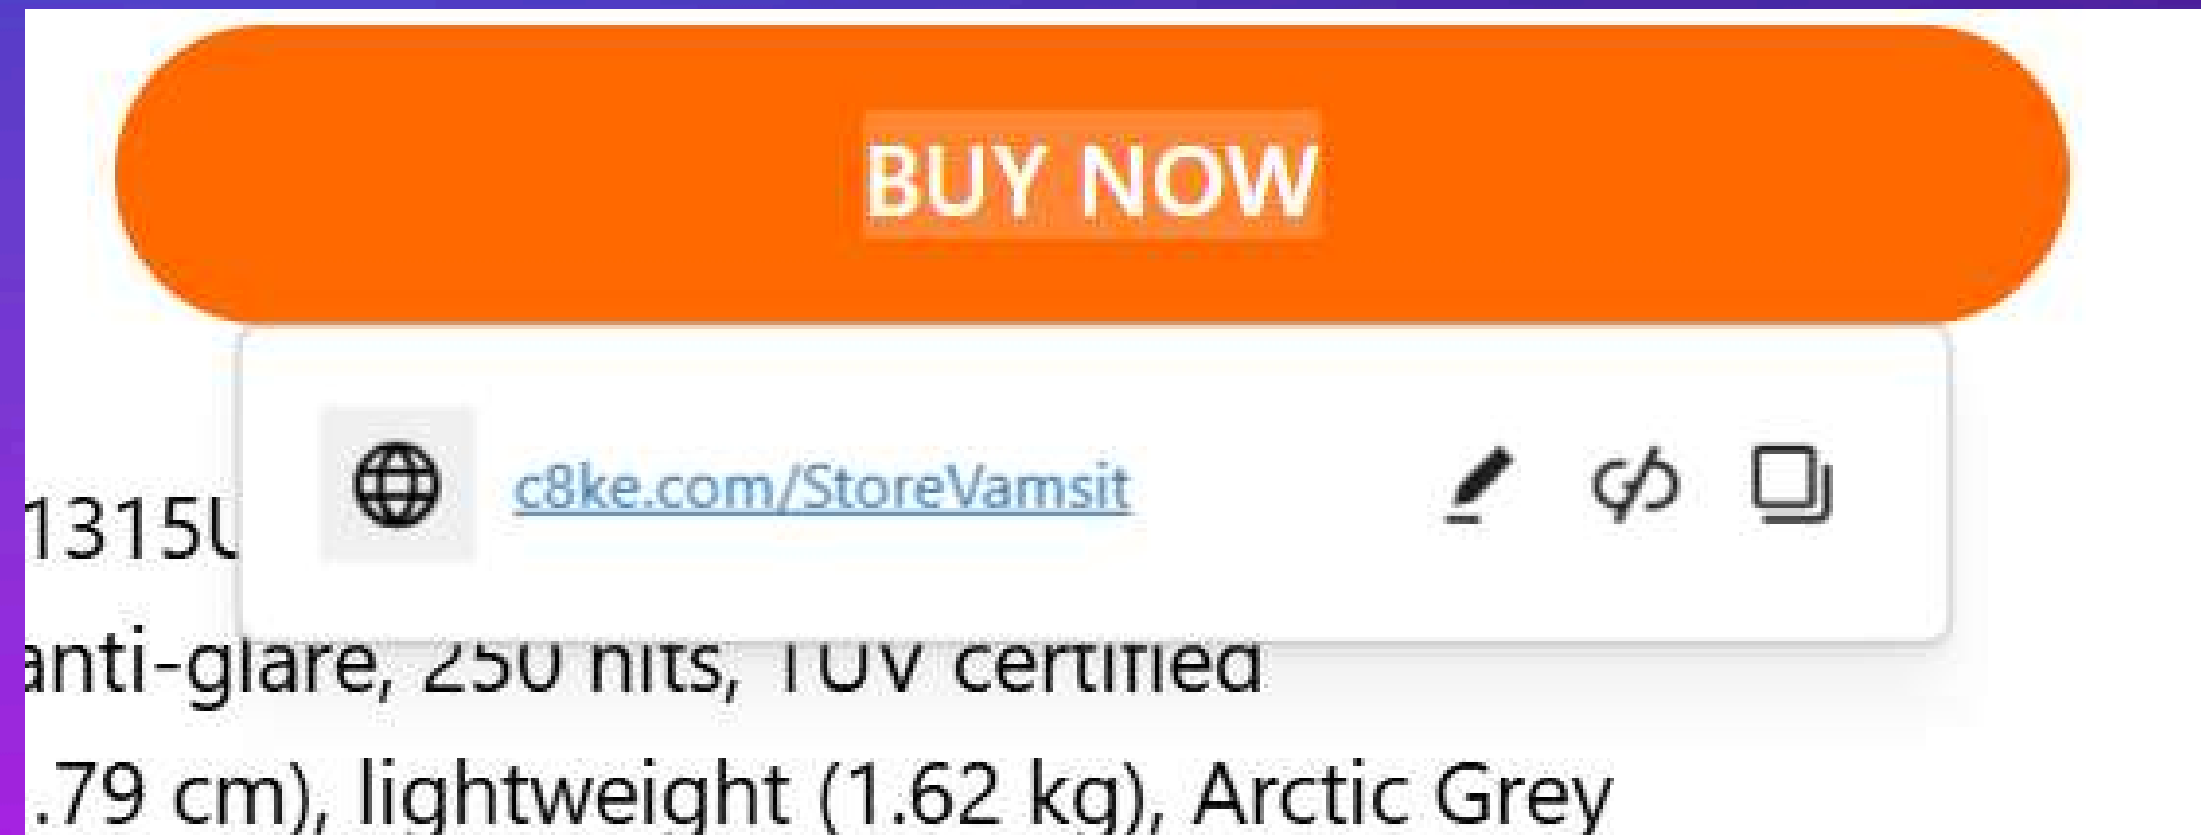 BUY NOW
c8ke.com/StoreVamsit
1315U
anti-glare, 250 nits, TÜV certified
.79 cm), lightweight (1.62 kg), Arctic Grey